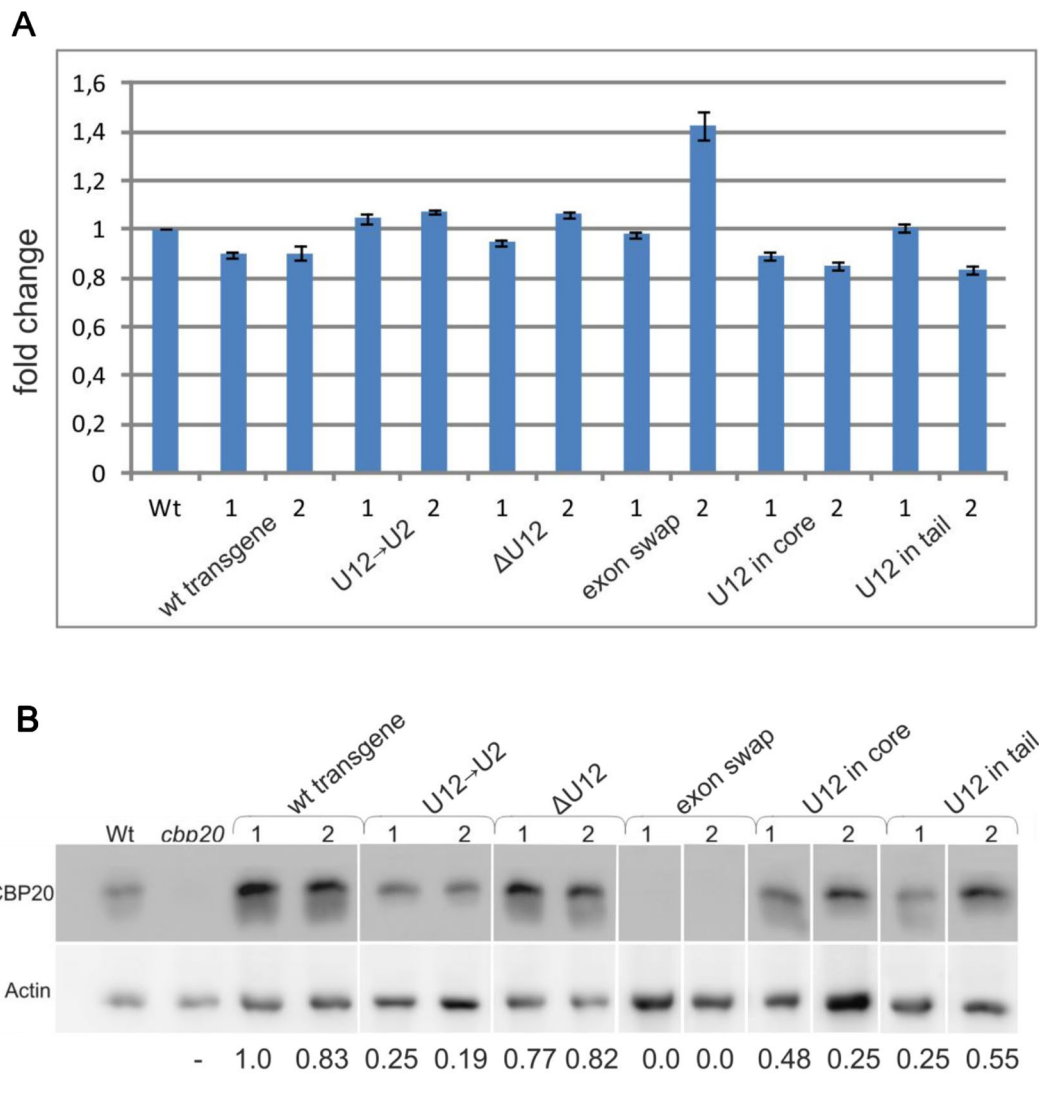 A
1,6
1,4
1,2
1
0,8
0,6
0,4
0,2
0
fold change
Wt 1 2 1 2 1 2 1 2 1 2 1 2
wt transgene U12→U2 ΔU12 exon swap U12 in core U12 in tail
B
wt transgene U12→U2 ΔU12 exon swap U12 in core U12 in tail
Wt cbp20 1 2 1 2 1 2 1 2 1 2 1 2
CBP20
Actin
- 1.0 0.83 0.25 0.19 0.77 0.82 0.0 0.0 0.48 0.25 0.25 0.55